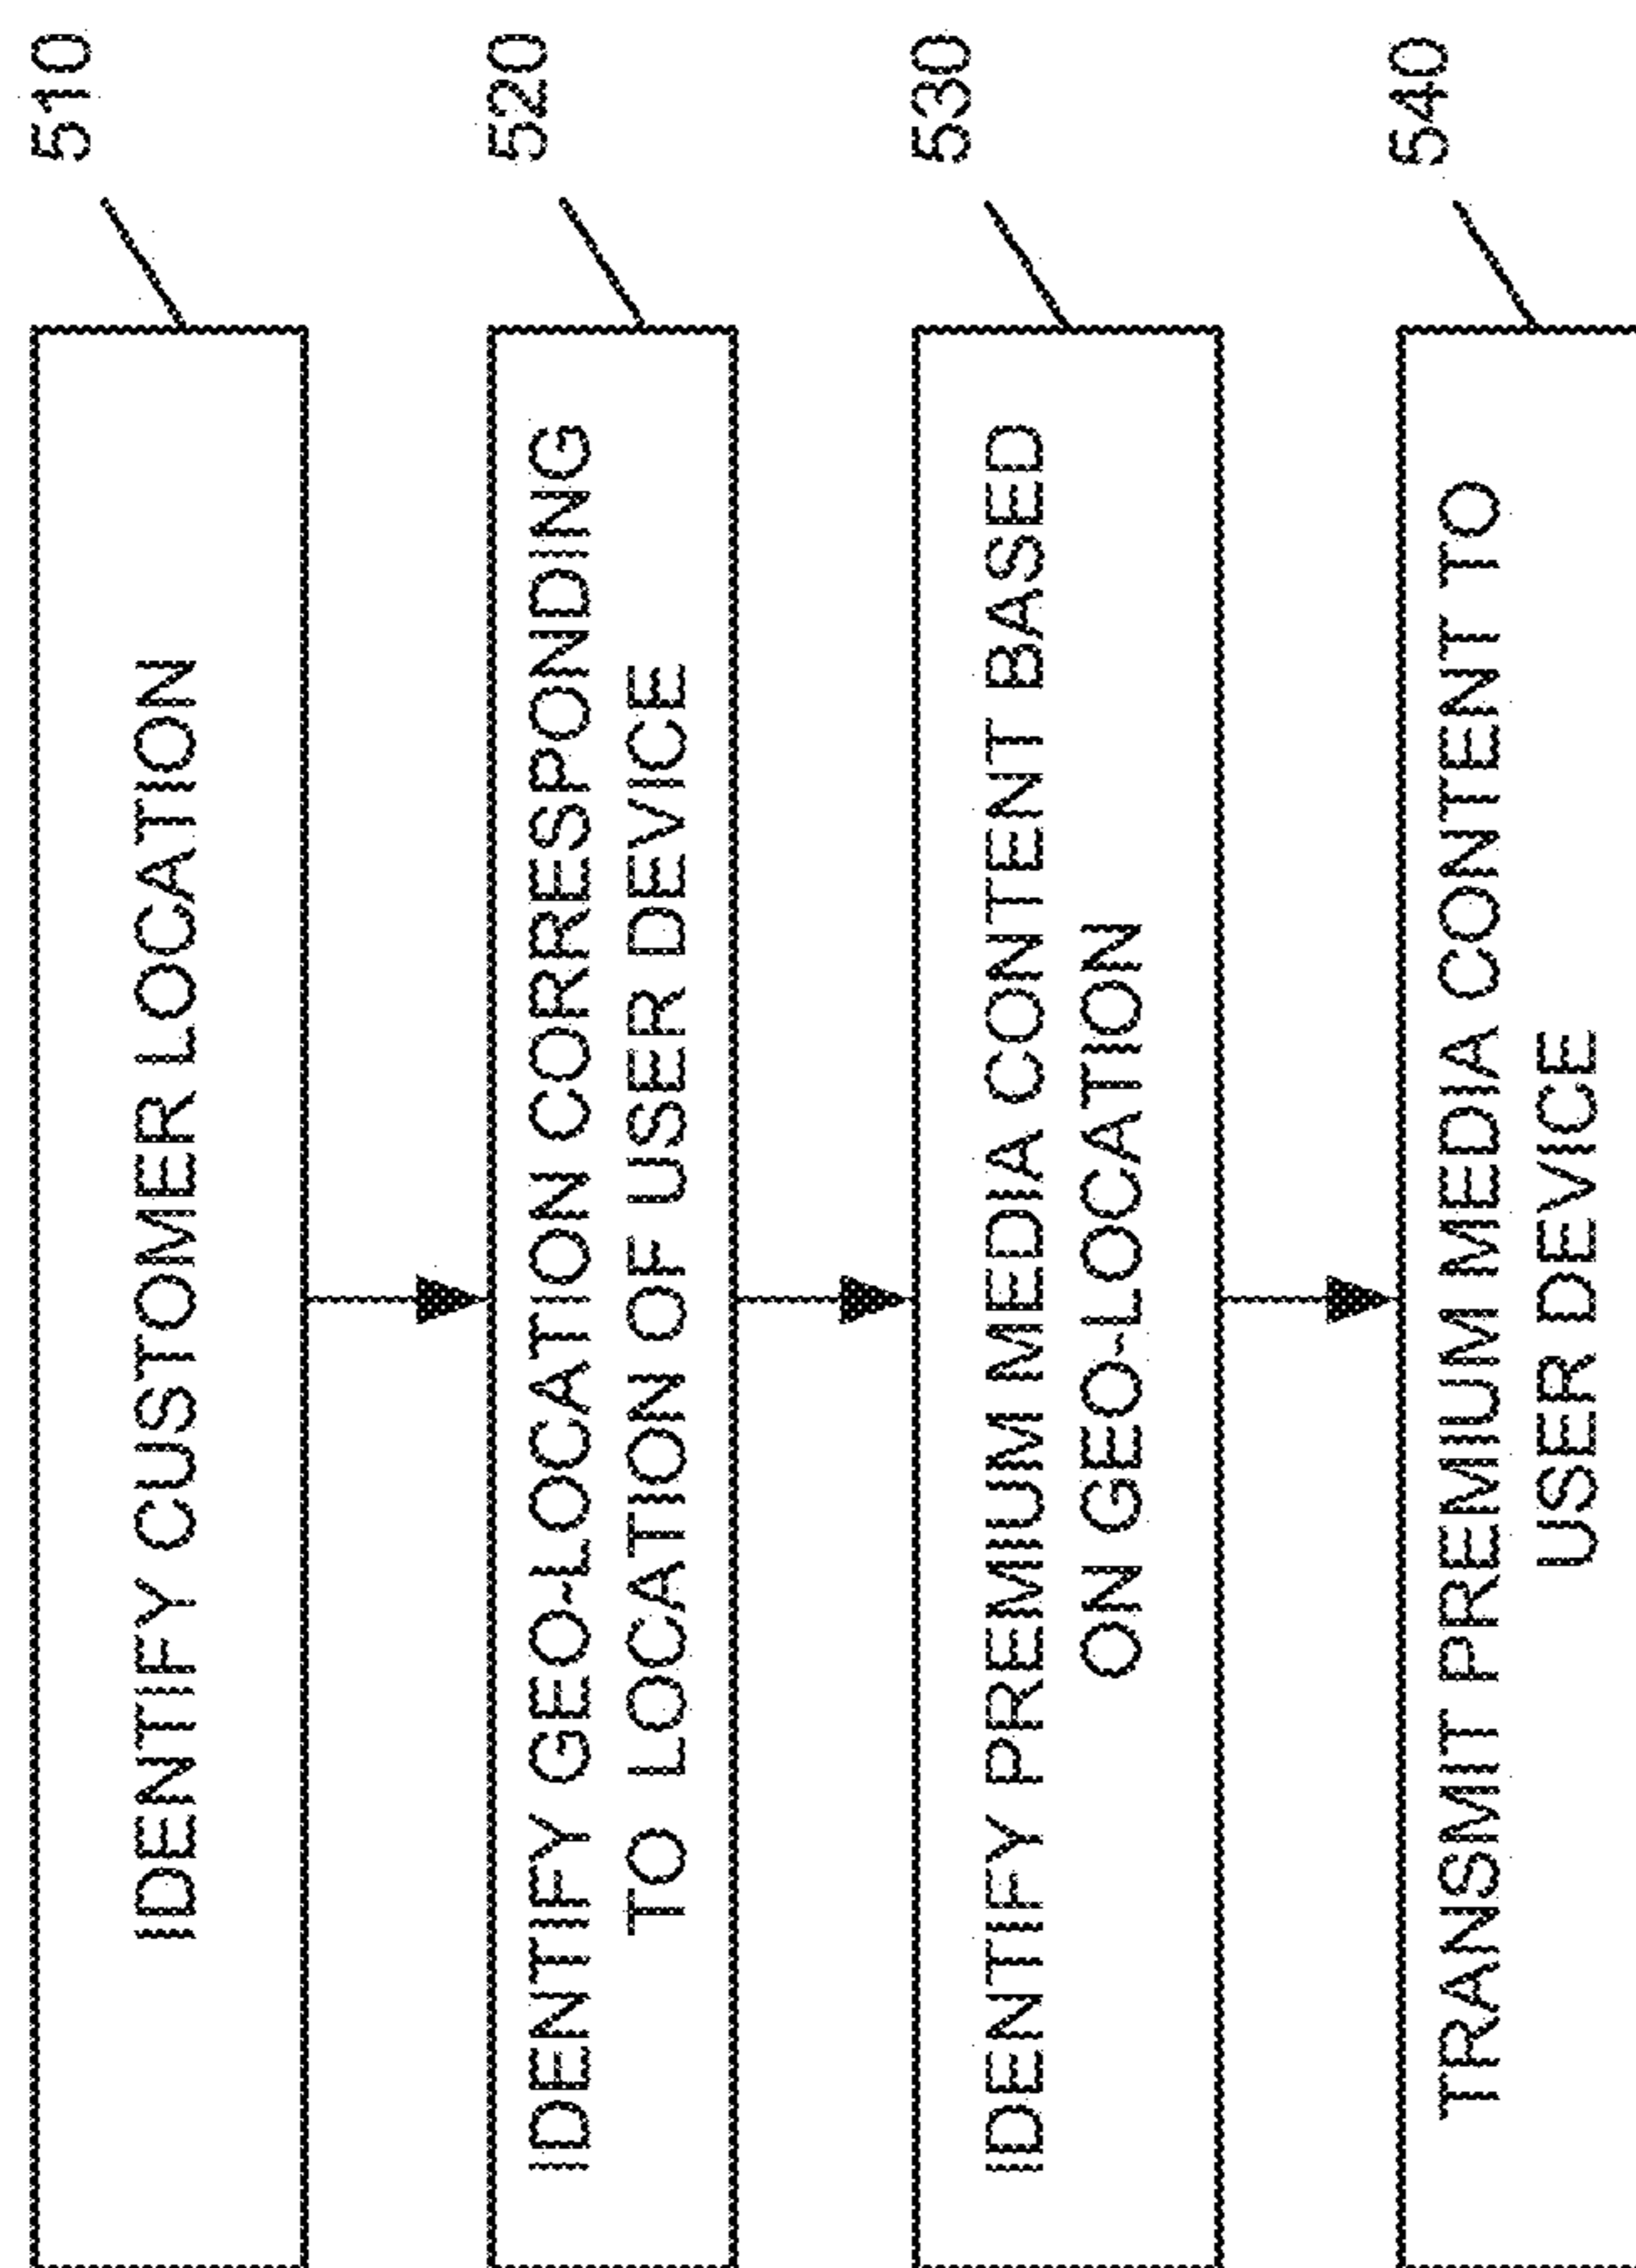 510
IDENTIFY CUSTOMER LOCATION
520
IDENTIFY GEO-LOCATION CORRESPONDING
TO LOCATION OF USER DEVICE
530
IDENTIFY PREMIUM MEDIA CONTENT BASED
ON GEO-LOCATION
540
TRANSMIT PREMIUM MEDIA CONTENT TO
USER DEVICE